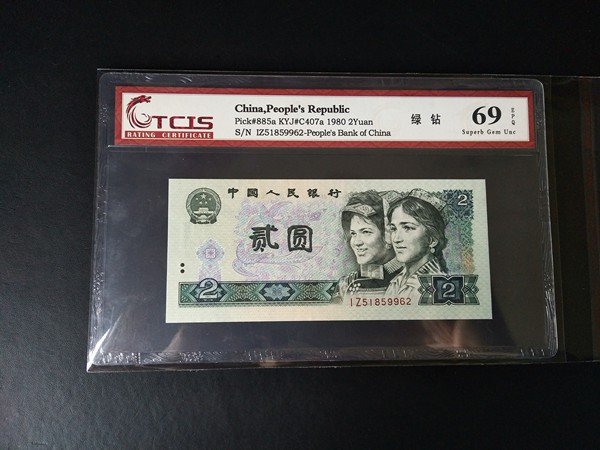 TCIS
RATING CERTIFICATE
China,People's Republic
Pick#885a KYJ#C407a 1980 2Yuan
S/N IZ51859962-People's Bank of China
绿 钻
69 EPQ
Superb Gem Unc
中国人民银行
贰圆
2
2
2
IZ51859962